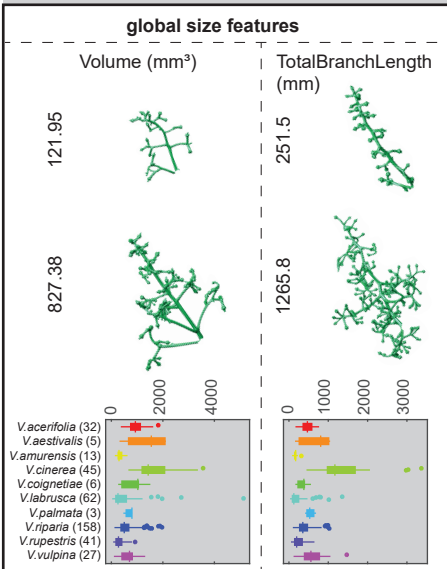 global size features
Volume (mm³)
TotalBranchLength
(mm)
121.95
251.5
827.38
1265.8
0
2000
4000
0
1000
2000
3000
V.acerifolia (32)
V.aestivalis (5)
V.amurensis (13)
V.cinerea (45)
V.coignetiae (6)
V.labrusca (62)
V.palmata (3)
V.riparia (158)
V.rupestris (41)
V.vulpina (27)